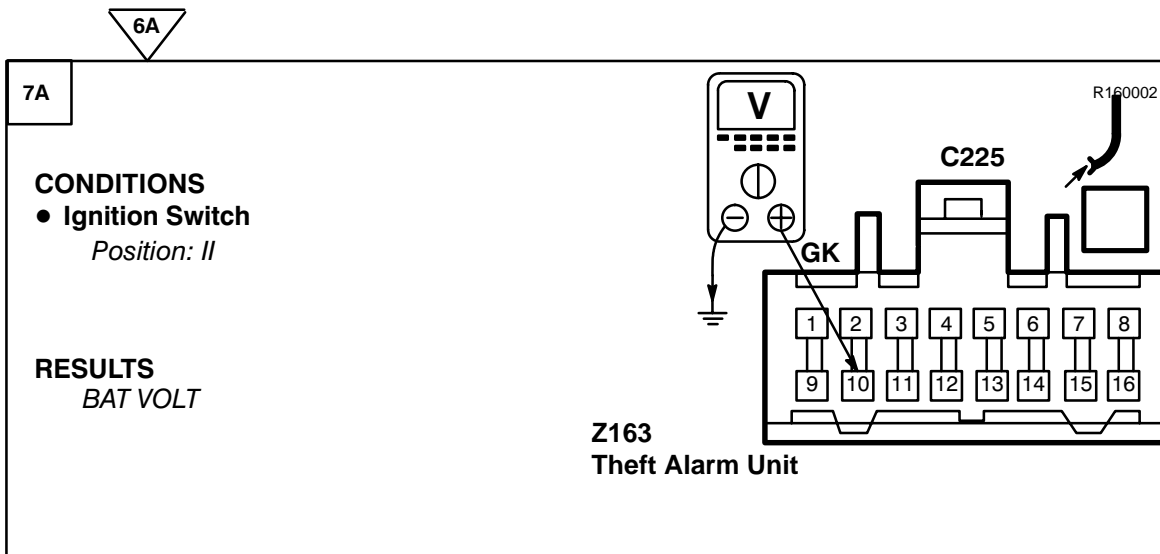 6A
7A
R160002
V
C225
CONDITIONS
● Ignition Switch
Position: II
GK
1 2 3 4 5 6 7 8
RESULTS
BAT VOLT
9 10 11 12 13 14 15 16
Z163
Theft Alarm Unit